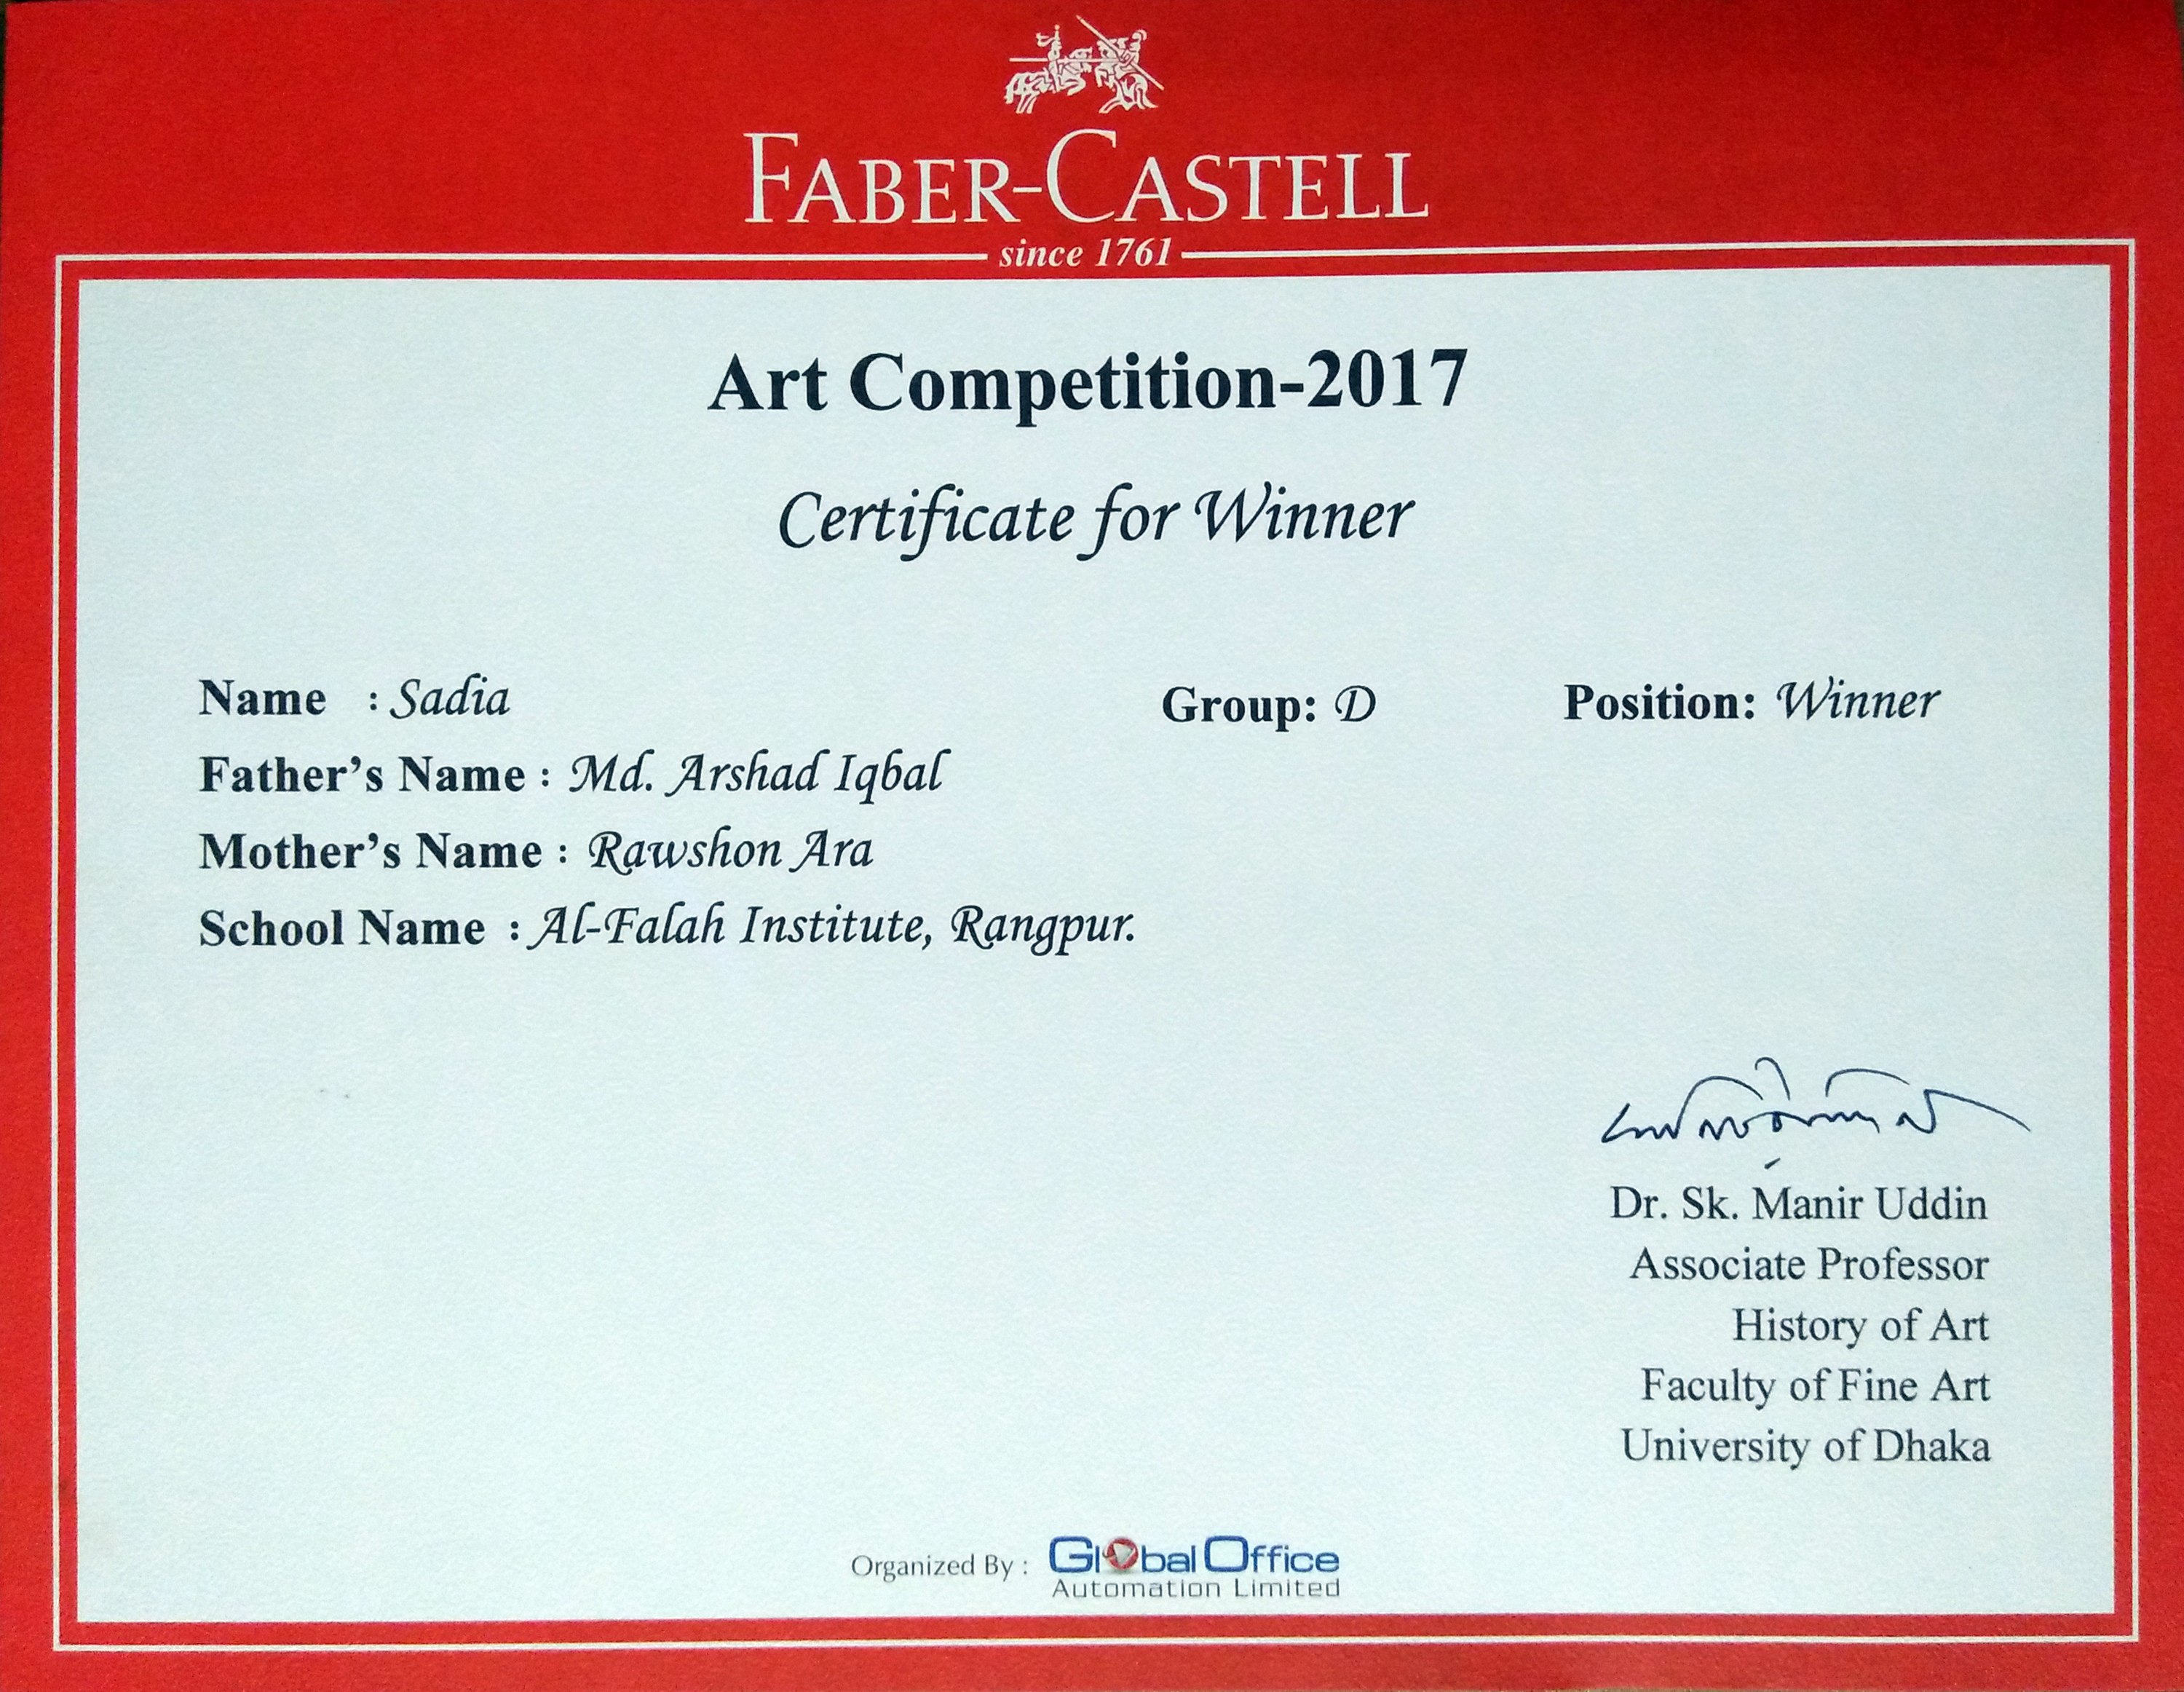 FABER-CASTELL
since 1761
Art Competition-2017
Certificate for Winner
Name : Sadia Group: D Position: Winner
Father's Name : Md. Arshad Iqbal
Mother's Name : Rawshon Ara
School Name : Al-Falah Institute, Rangpur.
Dr. Sk. Manir Uddin
Associate Professor
History of Art
Faculty of Fine Art
University of Dhaka
Organized By : Global Office
Automation Limited